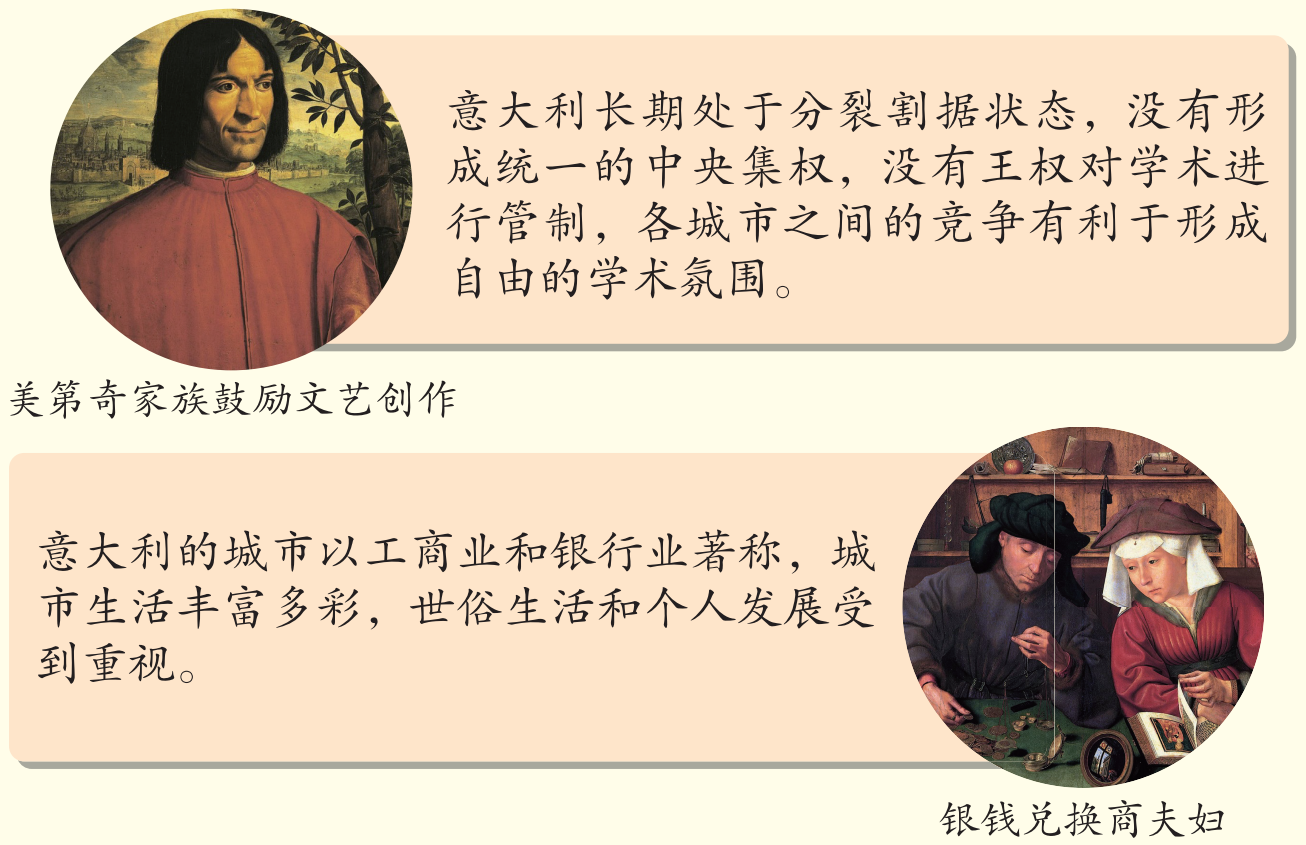 意大利长期处于分裂割据状态，没有形
成统一的中央集权，没有王权对学术进
行管制，各城市之间的竞争有利于形成
自由的学术氛围。
美第奇家族鼓励文艺创作
意大利的城市以工商业和银行业著称，城
市生活丰富多彩，世俗生活和个人发展受
到重视。
银钱兑换商夫妇